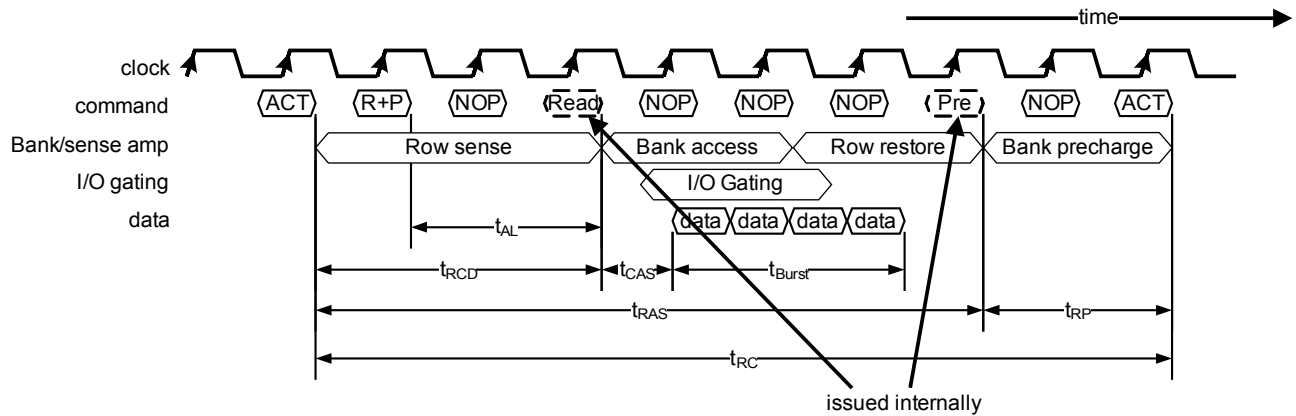 time
clock
command ACT R+P NOP Read NOP NOP NOP Pre NOP ACT
Bank/sense amp Row sense Bank access Row restore Bank precharge
I/O gating I/O Gating
data data data data data
tAL
tRCD tCAS tBurst
tRAS tRP
tRC
issued internally